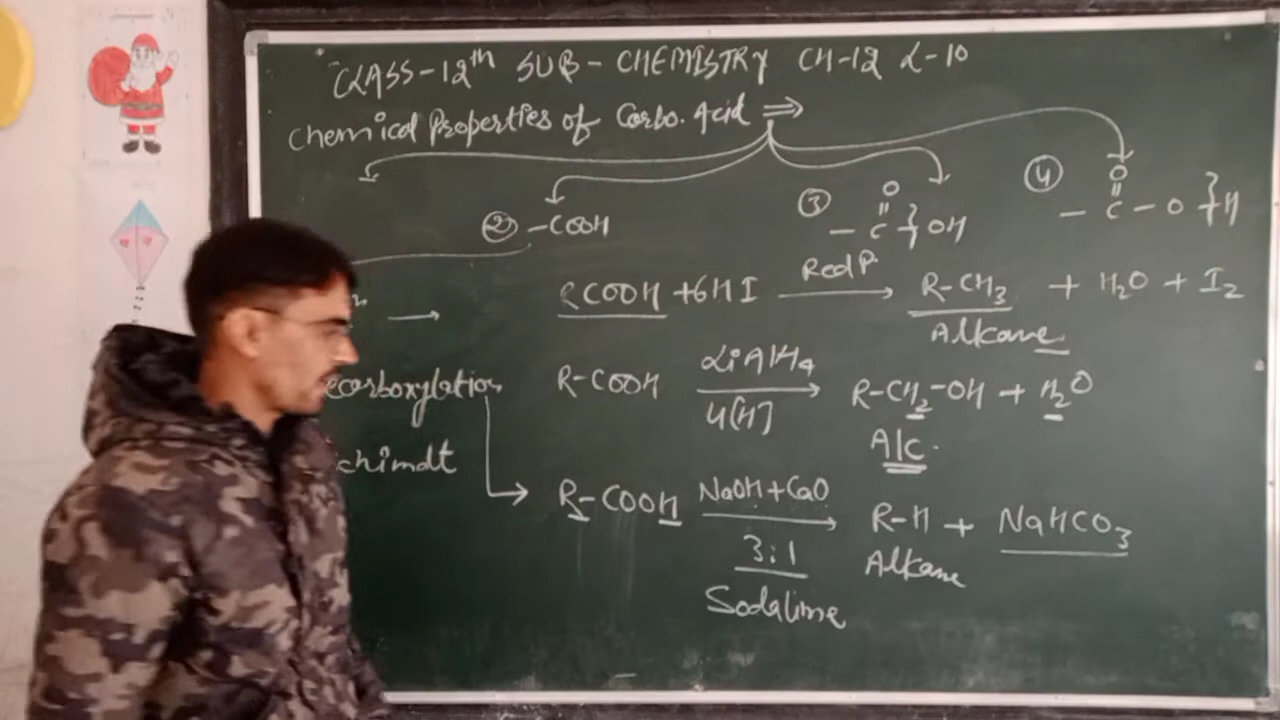 CLASS-12th SUB - CHEMISTRY CH-12 L-10
Chemical Properties of Carbo. Acid ⇒
② -COOH
③ - C(=O) } OH
④ - C(=O) - O } H
RCOOH + 6HI —Red P→ R-CH3 + H2O + I2
Alkane
R-COOH —LiAlH4 / 4[H]→ R-CH2-OH + H2O
Alc.
ecarboxylation
chimdt
R-COOH —NaOH+CaO / 3:1→ R-H + NaHCO3
Sodalime
Alkane